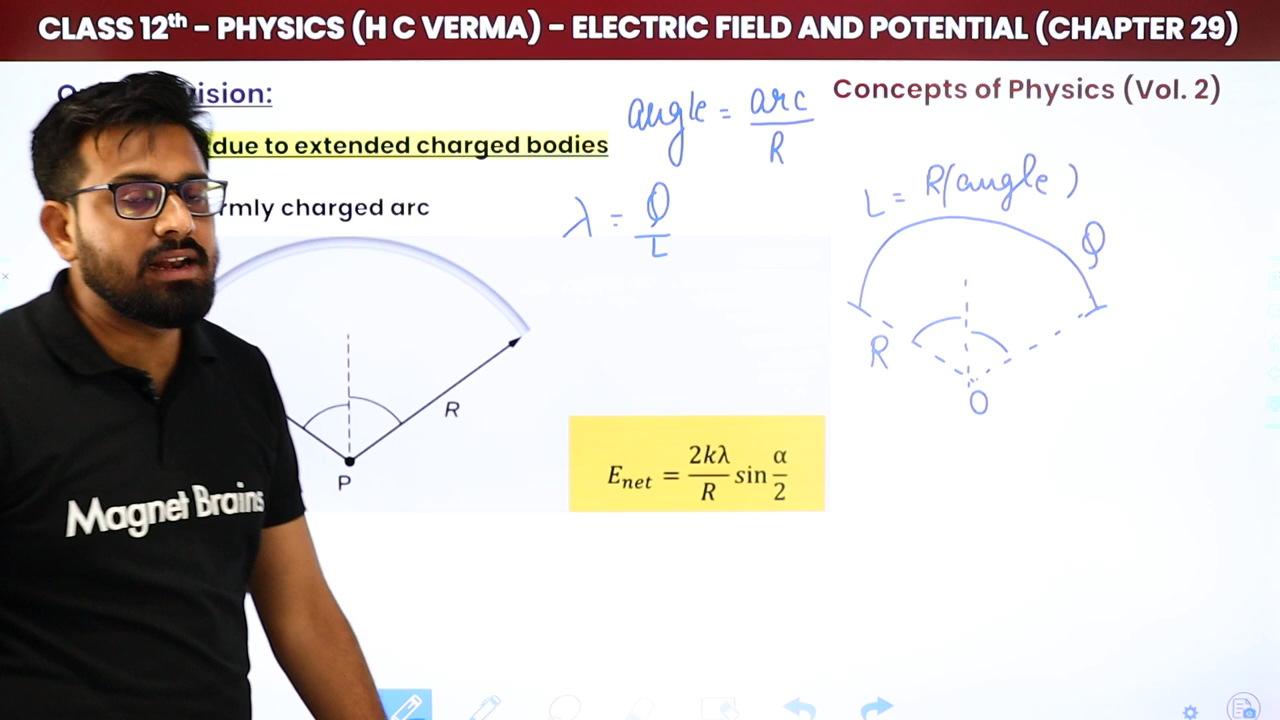 CLASS 12th – PHYSICS (H C VERMA) – ELECTRIC FIELD AND POTENTIAL (CHAPTER 29)
Concepts of Physics (Vol. 2)
due to extended charged bodies
charged arc
angle = arc / R
λ = Q / L
L = R(angle)
Q
R
O
R
P
E_net = 2kλ/R sin α/2
Magnet Brains